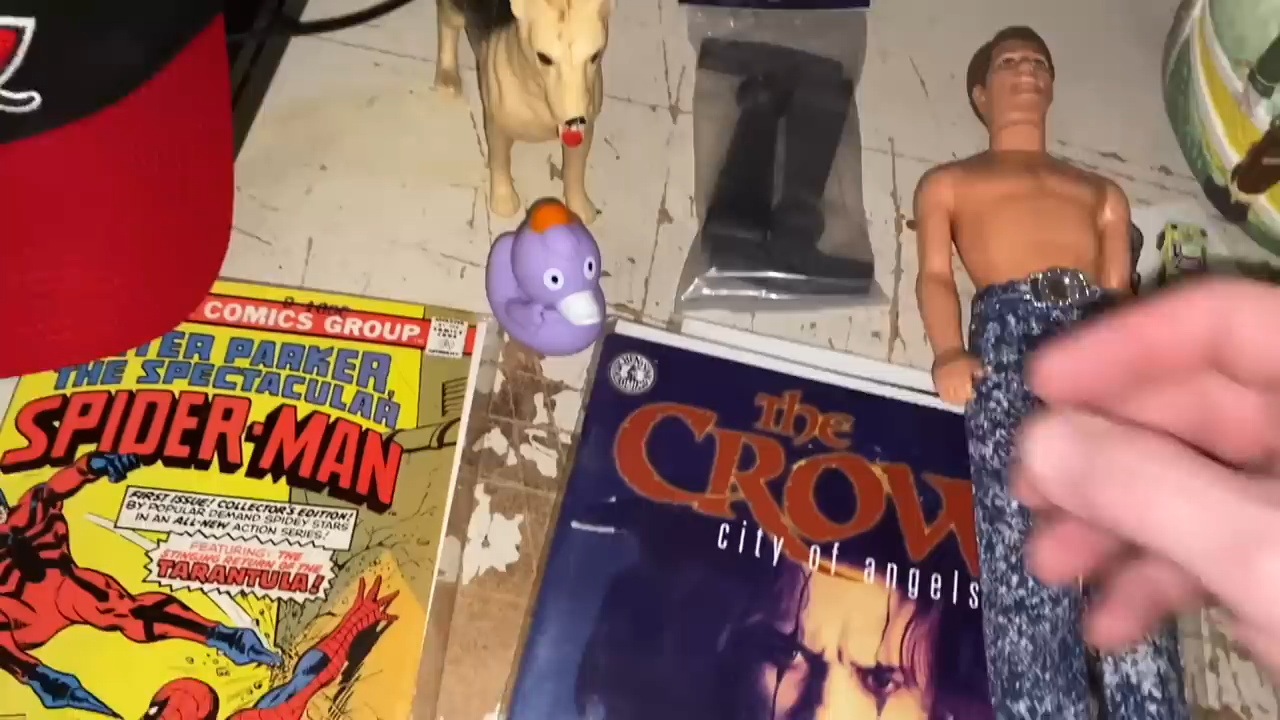 COMICS GROUP
TER PARKER,
THE SPECTACULAR
SPIDER-MAN
FIRST ISSUE! COLLECTOR'S EDITION!
BY POPULAR DEMAND SPIDEY STARS
IN AN ALL-NEW ACTION SERIES!
FEATURING: THE
STINGING RETURN OF THE
TARANTULA!
The
CROW
city of angels